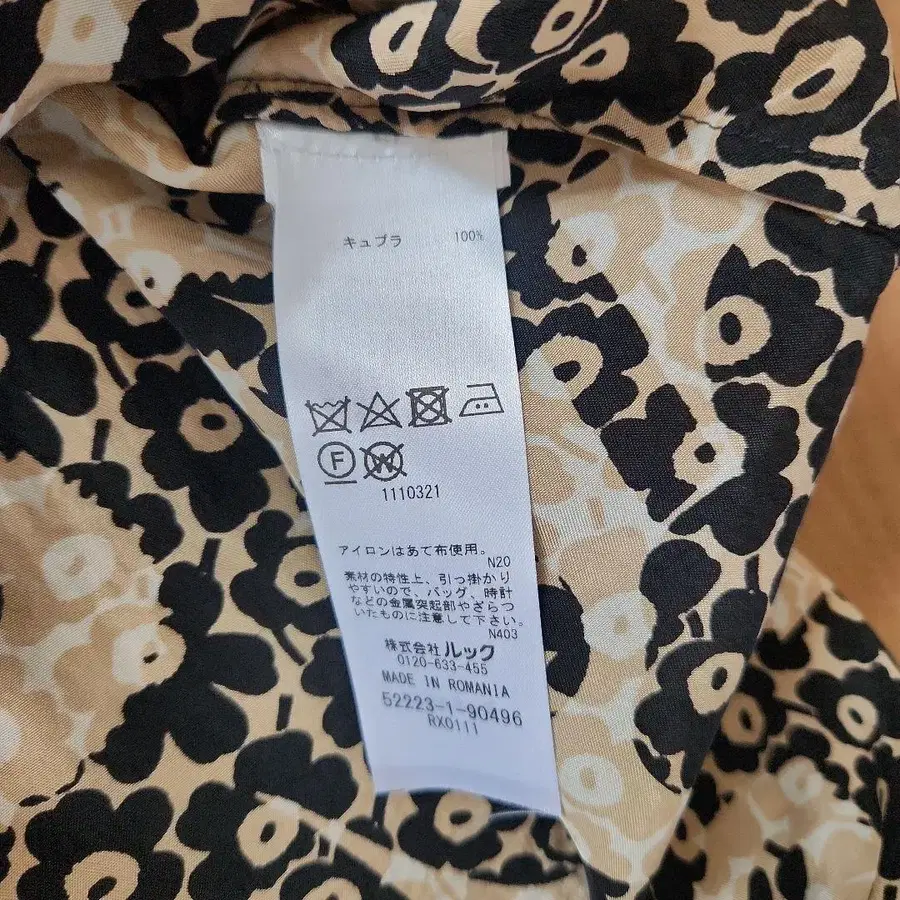 キュプラ 100%
F W
1110321
アイロンはあて布使用。
N20
素材の特性上、引っ掛かり
やすいので、バッグ、時計
などの金属突起部やざらつ
いたものに注意して下さい。
N403
株式会社ルック
0120-633-455
MADE IN ROMANIA
52223-1-90496
RX0111